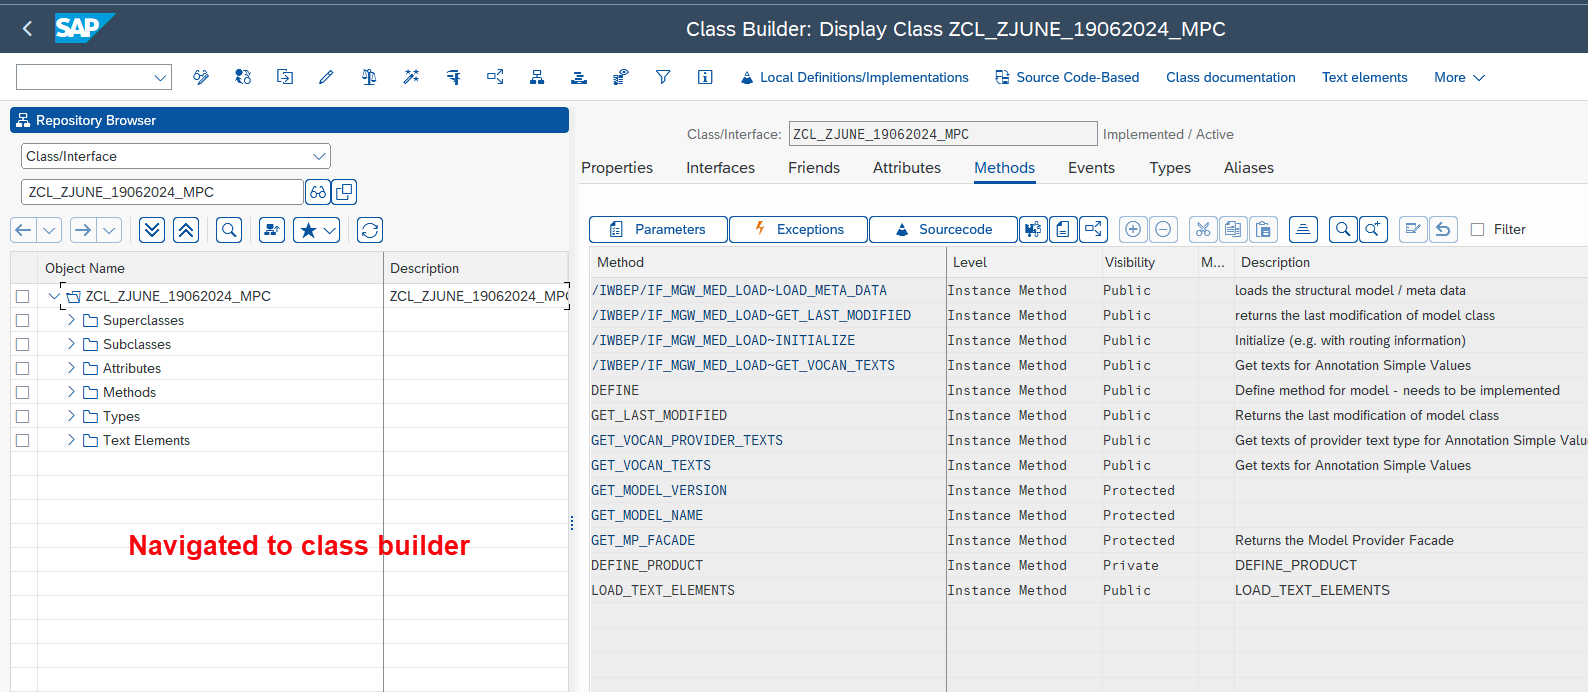 SAP
Class Builder: Display Class ZCL_ZJUNE_19062024_MPC
Local Definitions/Implementations
Source Code-Based
Class documentation
Text elements
More
Repository Browser
Class/Interface
ZCL_ZJUNE_19062024_MPC
Object Name Description
ZCL_ZJUNE_19062024_MPC ZCL_ZJUNE_19062024_MPC
Superclasses
Subclasses
Attributes
Methods
Types
Text Elements
Navigated to class builder
Class/Interface: ZCL_ZJUNE_19062024_MPC Implemented / Active
Properties Interfaces Friends Attributes Methods Events Types Aliases
Parameters Exceptions Sourcecode Filter
Method Level Visibility M... Description
/IWBEP/IF_MGW_MED_LOAD~LOAD_META_DATA Instance Method Public loads the structural model / meta data
/IWBEP/IF_MGW_MED_LOAD~GET_LAST_MODIFIED Instance Method Public returns the last modification of model class
/IWBEP/IF_MGW_MED_LOAD~INITIALIZE Instance Method Public Initialize (e.g. with routing information)
/IWBEP/IF_MGW_MED_LOAD~GET_VOCAN_TEXTS Instance Method Public Get texts for Annotation Simple Values
DEFINE Instance Method Public Define method for model - needs to be implemented
GET_LAST_MODIFIED Instance Method Public Returns the last modification of model class
GET_VOCAN_PROVIDER_TEXTS Instance Method Public Get texts of provider text type for Annotation Simple Valu
GET_VOCAN_TEXTS Instance Method Public Get texts for Annotation Simple Values
GET_MODEL_VERSION Instance Method Protected
GET_MODEL_NAME Instance Method Protected
GET_MP_FACADE Instance Method Protected Returns the Model Provider Facade
DEFINE_PRODUCT Instance Method Private DEFINE_PRODUCT
LOAD_TEXT_ELEMENTS Instance Method Public LOAD_TEXT_ELEMENTS